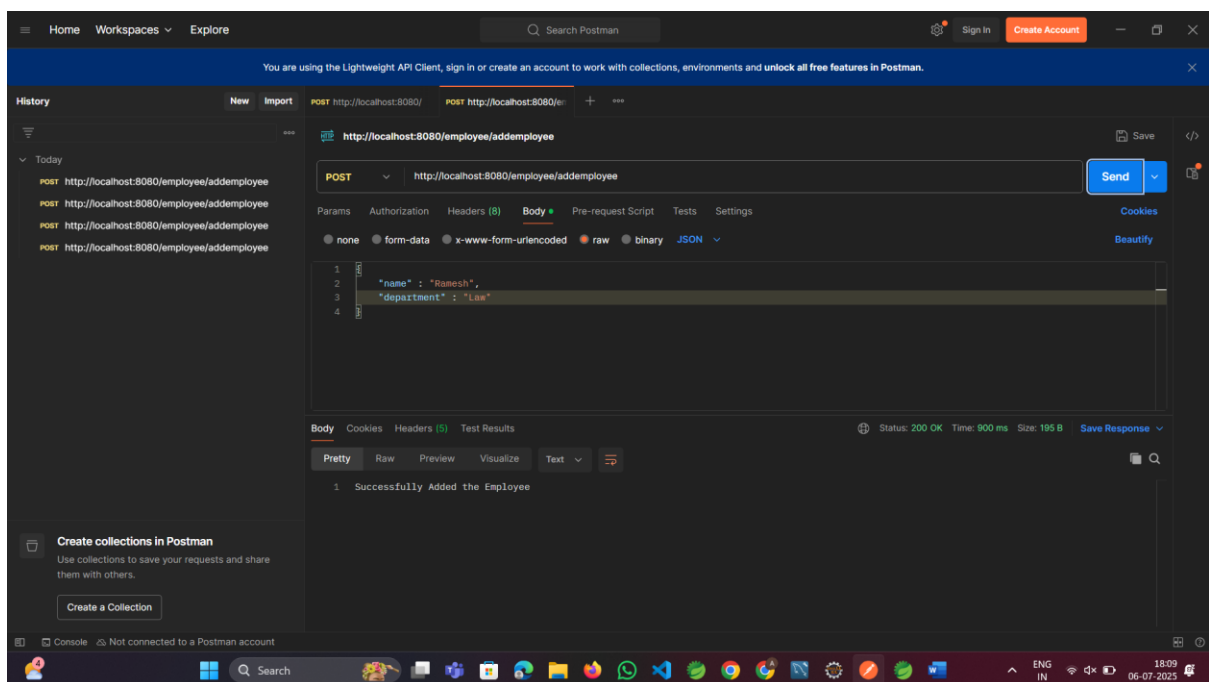 Home Workspaces Explore Search Postman Sign In Create Account
You are using the Lightweight API Client, sign in or create an account to work with collections, environments and unlock all free features in Postman.
History New Import POST http://localhost:8080/ POST http://localhost:8080/en
HTTP http://localhost:8080/employee/addemployee Save
Today
POST http://localhost:8080/employee/addemployee
POST http://localhost:8080/employee/addemployee
POST http://localhost:8080/employee/addemployee
POST http://localhost:8080/employee/addemployee
POST http://localhost:8080/employee/addemployee Send
Params Authorization Headers (8) Body Pre-request Script Tests Settings Cookies
none form-data x-www-form-urlencoded raw binary JSON Beautify
1 {
2 "name" : "Ramesh",
3 "department" : "Law"
4 }
Body Cookies Headers (5) Test Results Status: 200 OK Time: 900 ms Size: 195 B Save Response
Pretty Raw Preview Visualize Text
1 Successfully Added the Employee
Create collections in Postman
Use collections to save your requests and share
them with others.
Create a Collection
Console Not connected to a Postman account
4 Search ENG 18:09
IN 06-07-2025